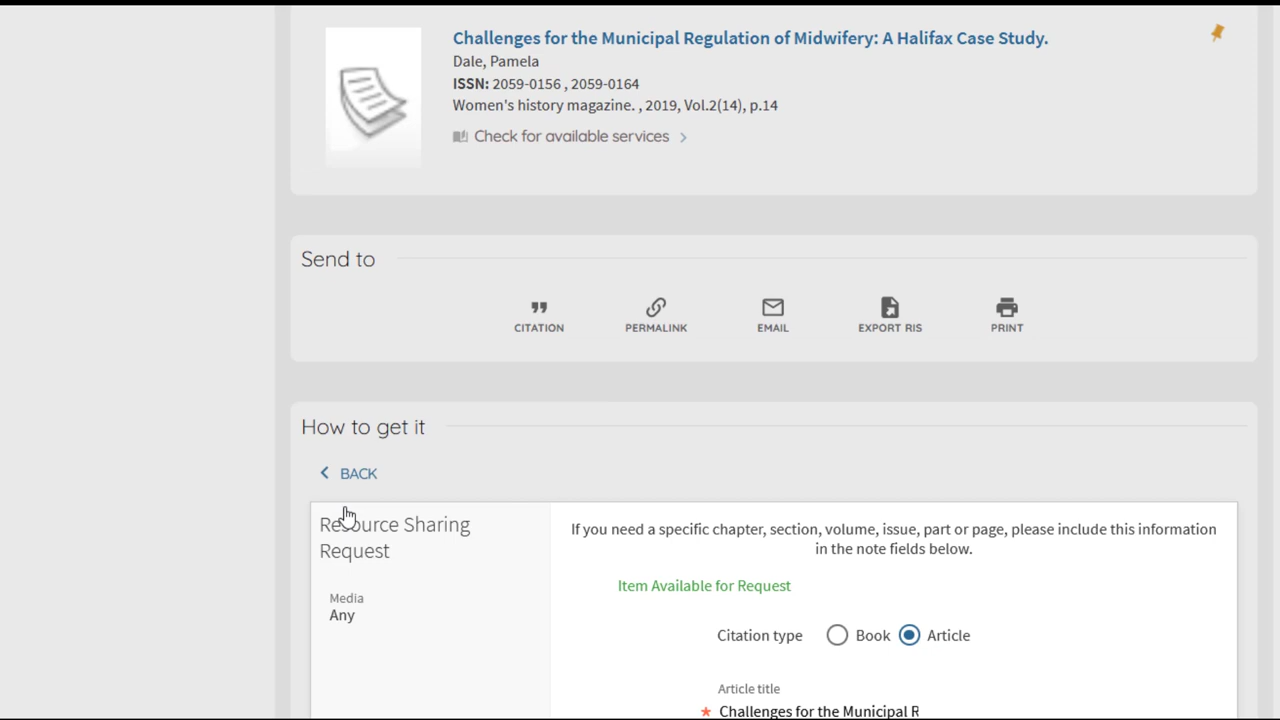 Challenges for the Municipal Regulation of Midwifery: A Halifax Case Study.
Dale, Pamela
ISSN: 2059-0156 , 2059-0164
Women's history magazine. , 2019, Vol.2(14), p.14
Check for available services
Send to
CITATION
PERMALINK
EMAIL
EXPORT RIS
PRINT
How to get it
BACK
Resource Sharing
Request
Media
Any
If you need a specific chapter, section, volume, issue, part or page, please include this information
in the note fields below.
Item Available for Request
Citation type Book Article
Article title
* Challenges for the Municipal R